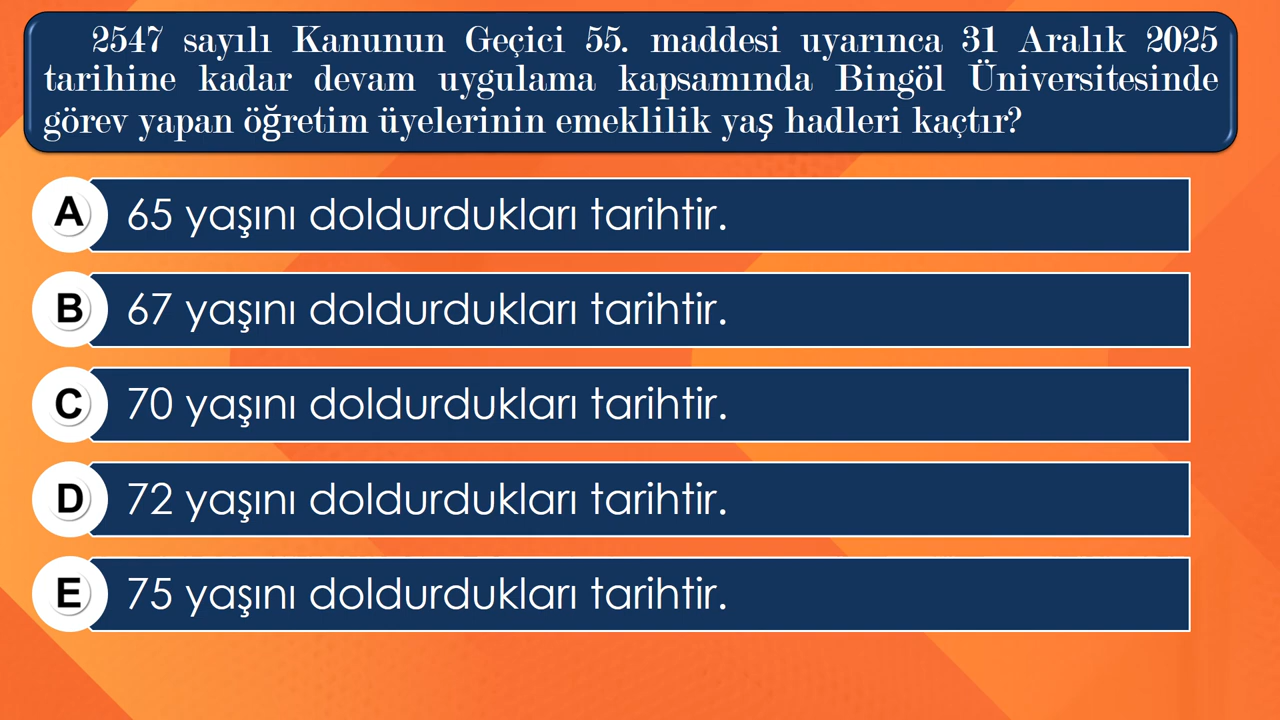 2547 sayılı Kanunun Geçici 55. maddesi uyarınca 31 Aralık 2025
tarihine kadar devam uygulama kapsamında Bingöl Üniversitesinde
görev yapan öğretim üyelerinin emeklilik yaş hadleri kaçtır?
A 65 yaşını doldurdukları tarihtir.
B 67 yaşını doldurdukları tarihtir.
C 70 yaşını doldurdukları tarihtir.
D 72 yaşını doldurdukları tarihtir.
E 75 yaşını doldurdukları tarihtir.